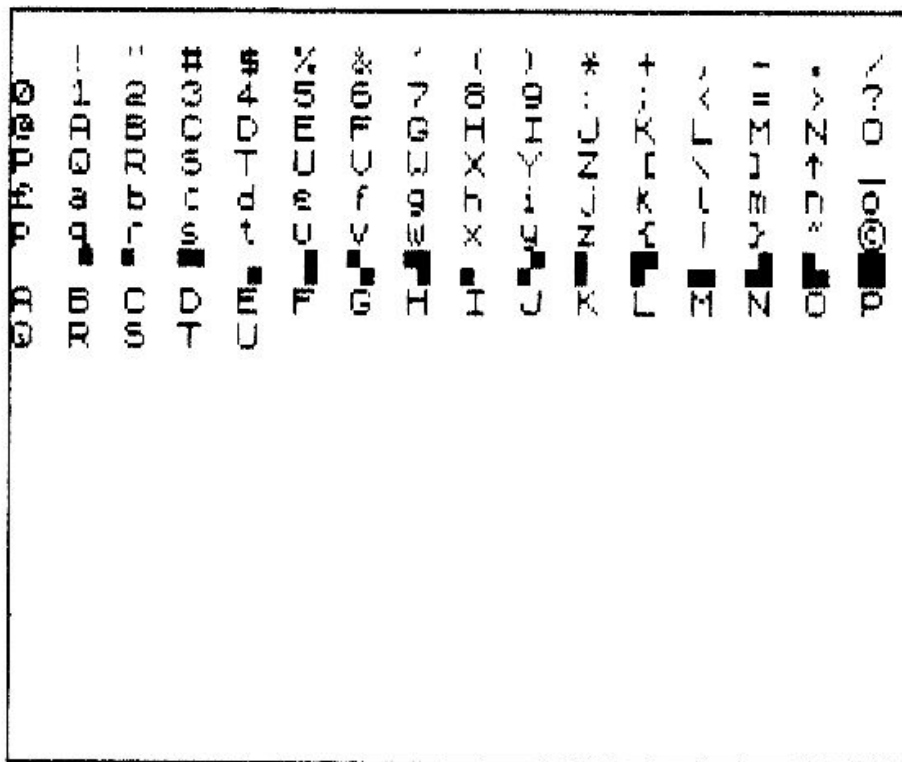 ! " # $ % & ' ( ) * + , - . /
0 1 2 3 4 5 6 7 8 9 : ; < = > ?
@ A B C D E F G H I J K L M N O
P Q R S T U V W X Y Z [ \ ] ↑ _
£ a b c d e f g h i j k l m n o
p q r s t u v w x y z { | } ~ ©
▝ ▘ ▀ ▗ ▐ ▚ ▜ ▖ ▞ ▌ ▛ ▄ ▟ ▙ █
A B C D E F G H I J K L M N O P
Q R S T U